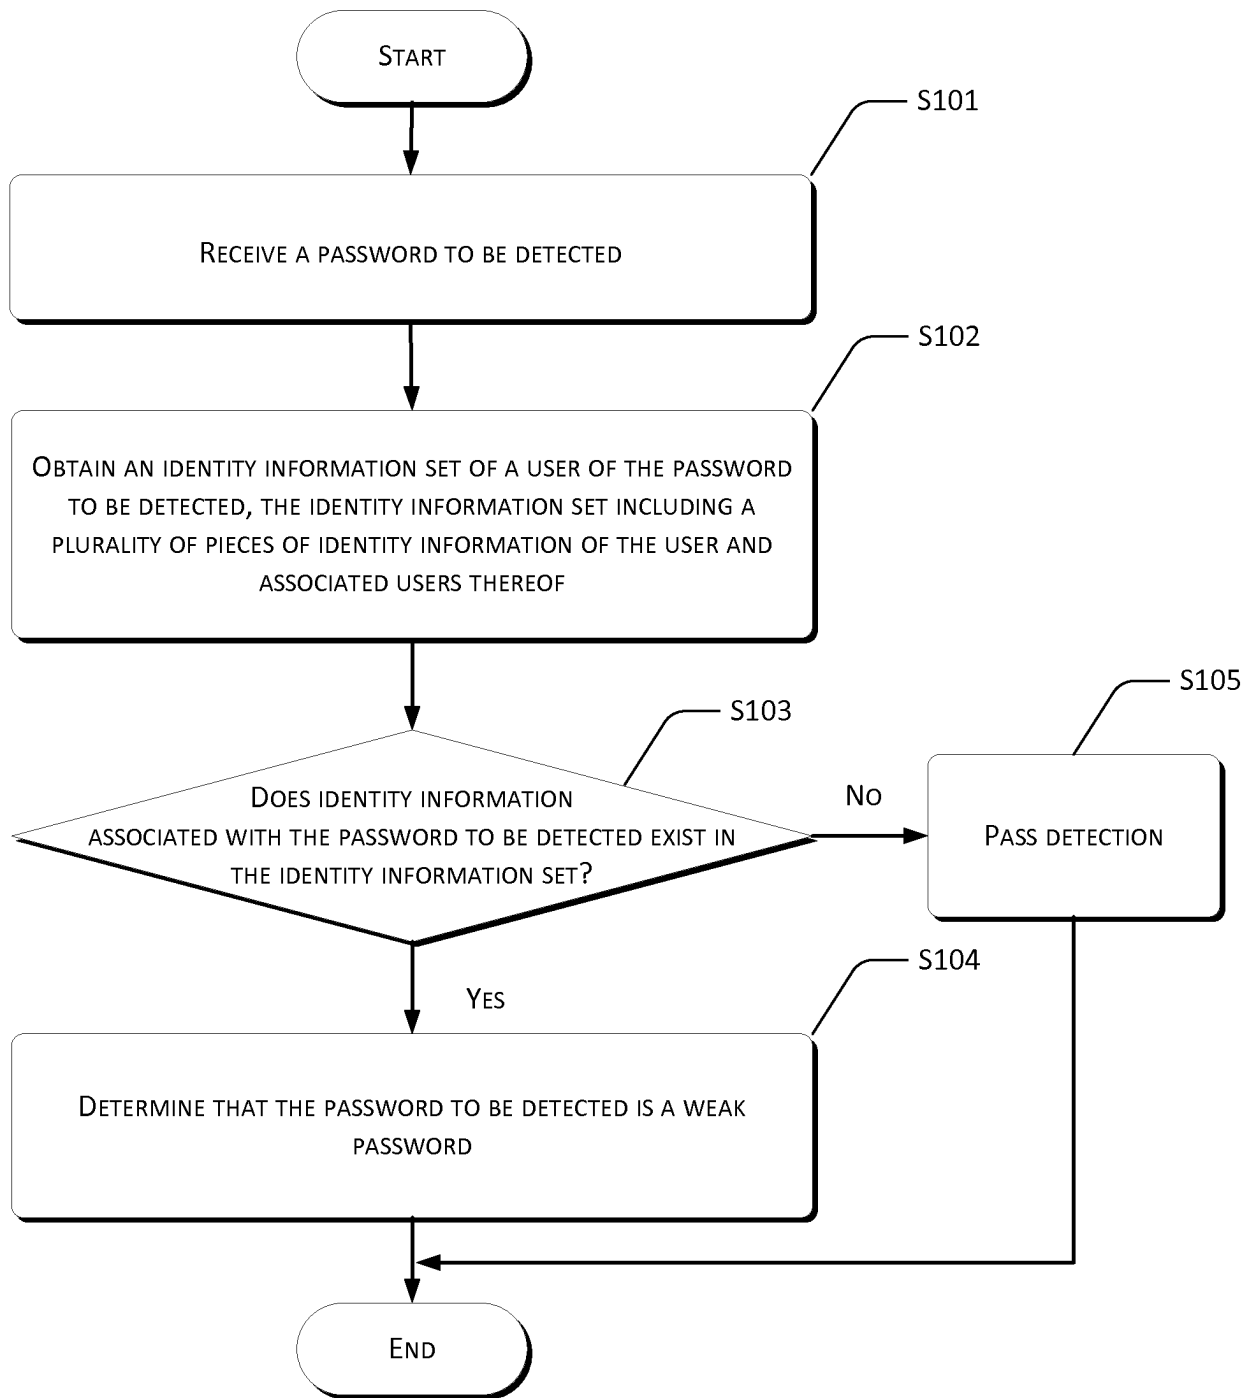 START
S101
RECEIVE A PASSWORD TO BE DETECTED
S102
OBTAIN AN IDENTITY INFORMATION SET OF A USER OF THE PASSWORD
TO BE DETECTED, THE IDENTITY INFORMATION SET INCLUDING A
PLURALITY OF PIECES OF IDENTITY INFORMATION OF THE USER AND
ASSOCIATED USERS THEREOF
S103
DOES IDENTITY INFORMATION
ASSOCIATED WITH THE PASSWORD TO BE DETECTED EXIST IN
THE IDENTITY INFORMATION SET?
NO
S105
PASS DETECTION
YES
S104
DETERMINE THAT THE PASSWORD TO BE DETECTED IS A WEAK
PASSWORD
END